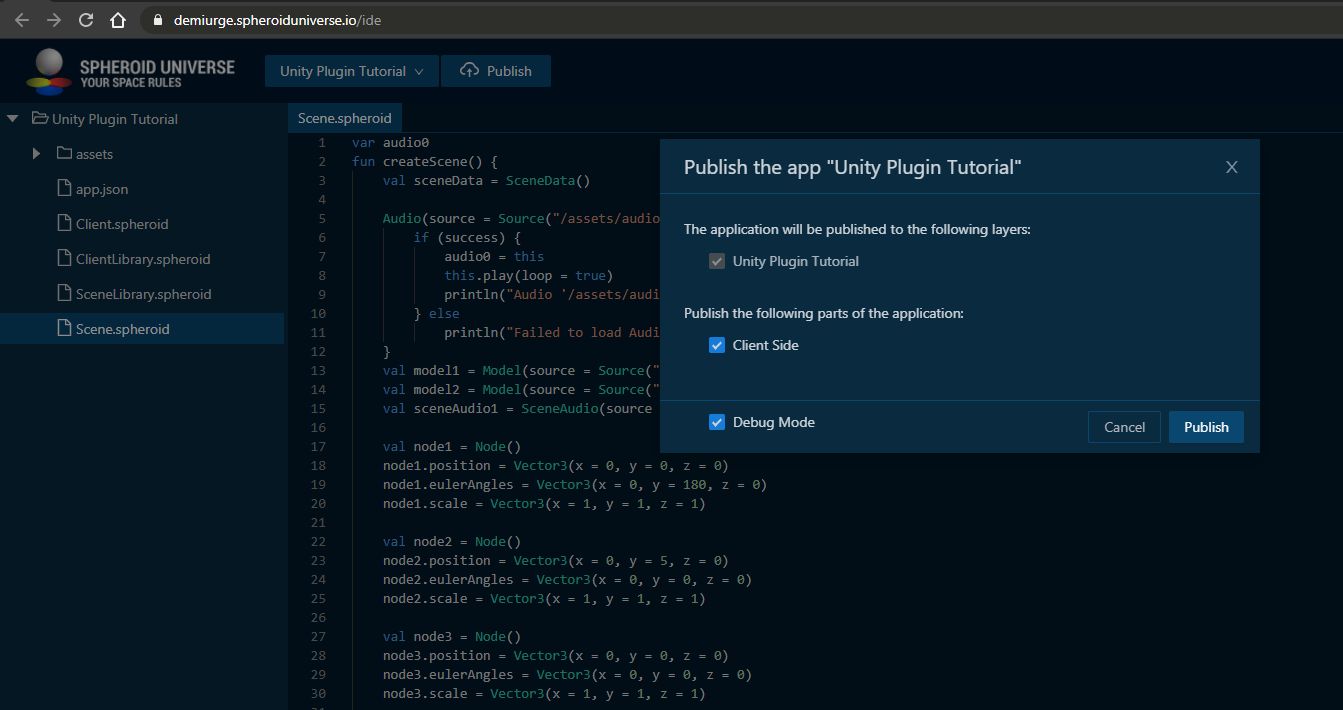 demiurge.spheroiduniverse.io/ide
SPHEROID UNIVERSE
YOUR SPACE RULES
Unity Plugin Tutorial
Publish
Unity Plugin Tutorial
assets
app.json
Client.spheroid
ClientLibrary.spheroid
SceneLibrary.spheroid
Scene.spheroid
Scene.spheroid
1 var audio0
2 fun createScene() {
3 val sceneData = SceneData()
4
5 Audio(source = Source("/assets/audio
6 if (success) {
7 audio0 = this
8 this.play(loop = true)
9 println("Audio '/assets/audi
10 } else
11 println("Failed to load Audi
12 }
13 val model1 = Model(source = Source("
14 val model2 = Model(source = Source("
15 val sceneAudio1 = SceneAudio(source
16
17 val node1 = Node()
18 node1.position = Vector3(x = 0, y = 0, z = 0)
19 node1.eulerAngles = Vector3(x = 0, y = 180, z = 0)
20 node1.scale = Vector3(x = 1, y = 1, z = 1)
21
22 val node2 = Node()
23 node2.position = Vector3(x = 0, y = 5, z = 0)
24 node2.eulerAngles = Vector3(x = 0, y = 0, z = 0)
25 node2.scale = Vector3(x = 1, y = 1, z = 1)
26
27 val node3 = Node()
28 node3.position = Vector3(x = 0, y = 0, z = 0)
29 node3.eulerAngles = Vector3(x = 0, y = 0, z = 0)
30 node3.scale = Vector3(x = 1, y = 1, z = 1)
Publish the app "Unity Plugin Tutorial"
X
The application will be published to the following layers:
Unity Plugin Tutorial
Publish the following parts of the application:
Client Side
Debug Mode
Cancel
Publish